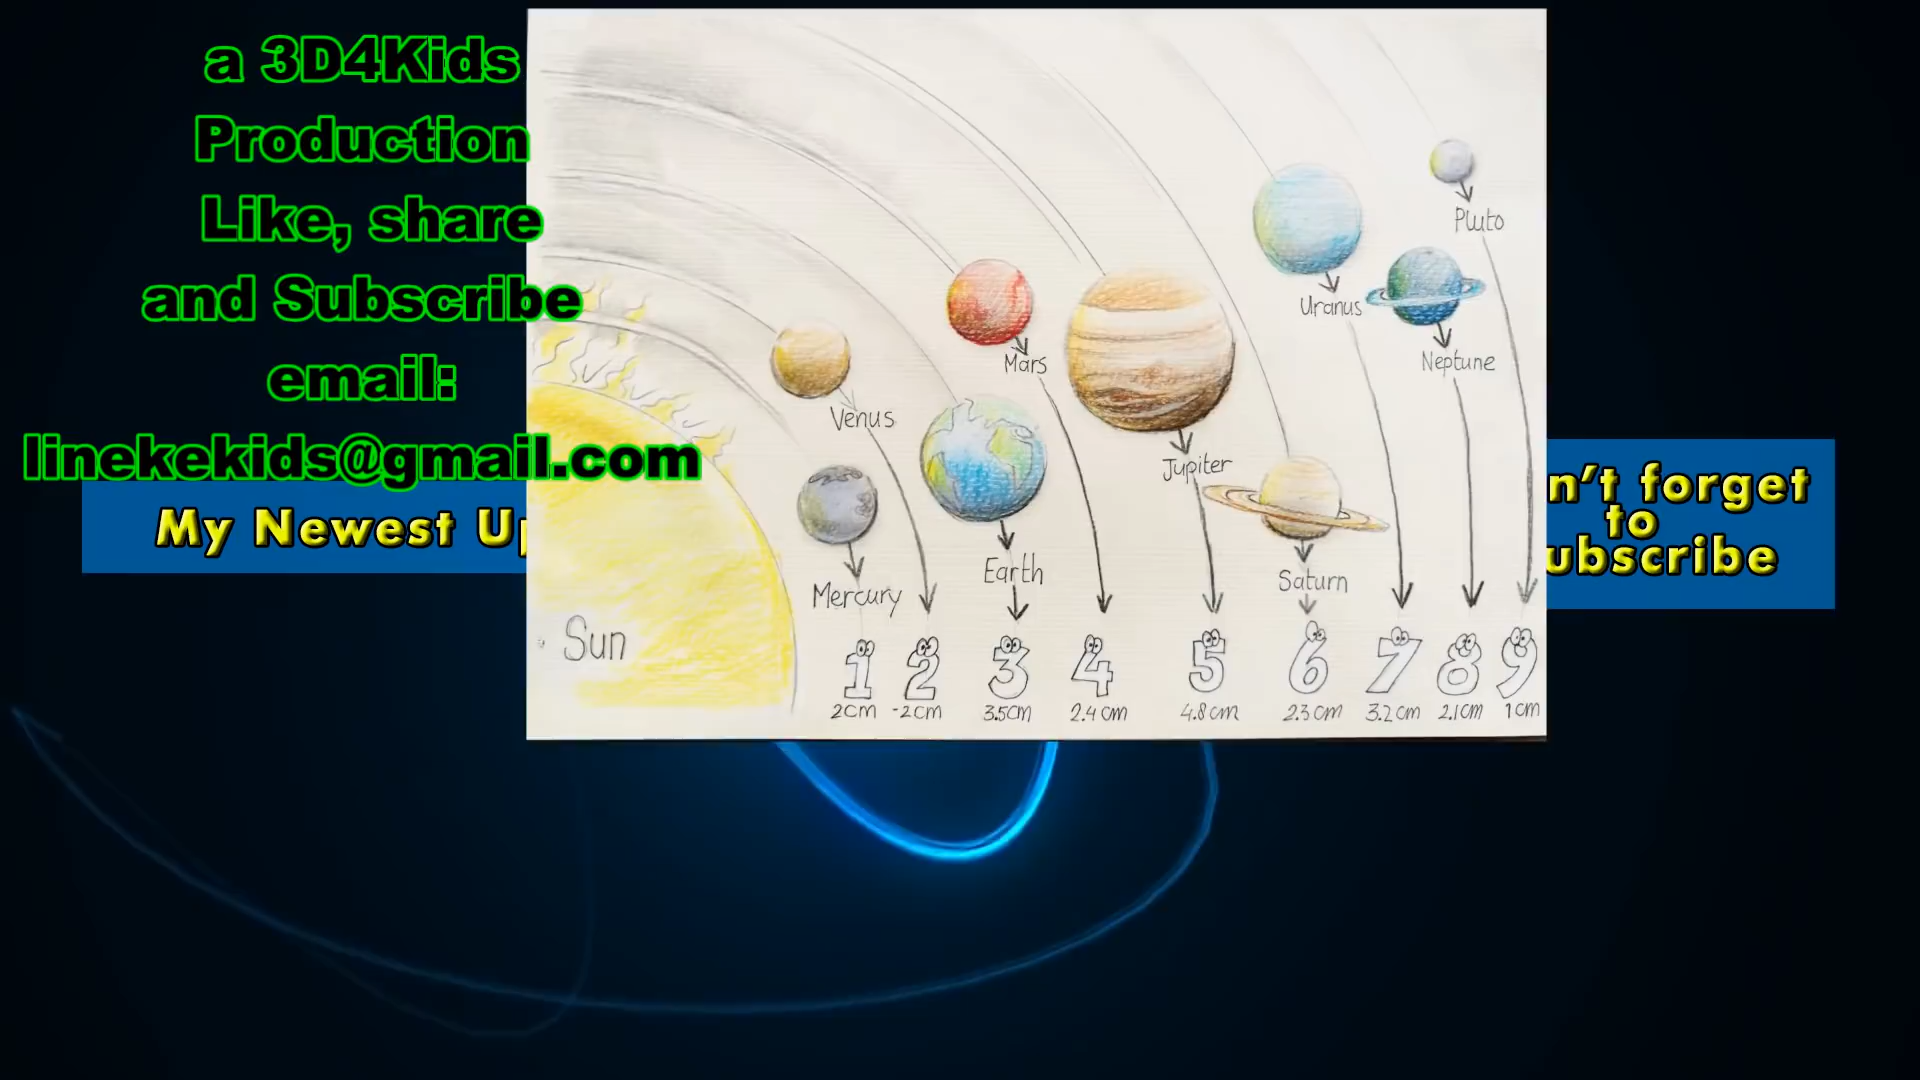 a 3D4Kids
Production
Like, share
and Subscribe
email:
linekekids@gmail.com
My Newest Up
n't forget
to
ubscribe
Pluto
Uranus
Neptune
Mars
Venus
Jupiter
Earth
Saturn
Mercury
Sun
1 2 3 4 5 6 7 8 9
2cm -2cm 3.5cm 2.4cm 4.8cm 2.3cm 3.2cm 2.1cm 1cm